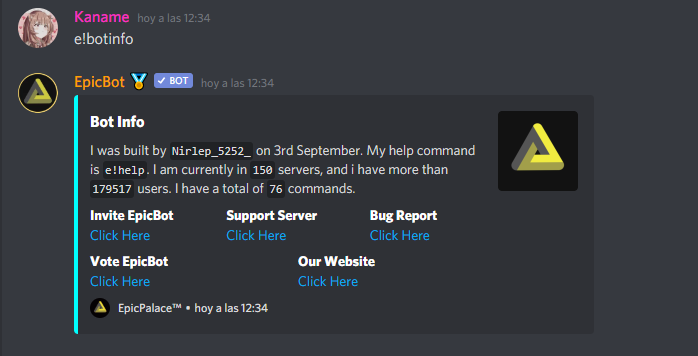 Kaname hoy a las 12:34
e!botinfo
EpicBot BOT hoy a las 12:34
Bot Info
I was built by Nirlep_5252_ on 3rd September. My help command
is e!help. I am currently in 150 servers, and i have more than
179517 users. I have a total of 76 commands.
Invite EpicBot Support Server Bug Report
Click Here Click Here Click Here
Vote EpicBot Our Website
Click Here Click Here
EpicPalace™ • hoy a las 12:34